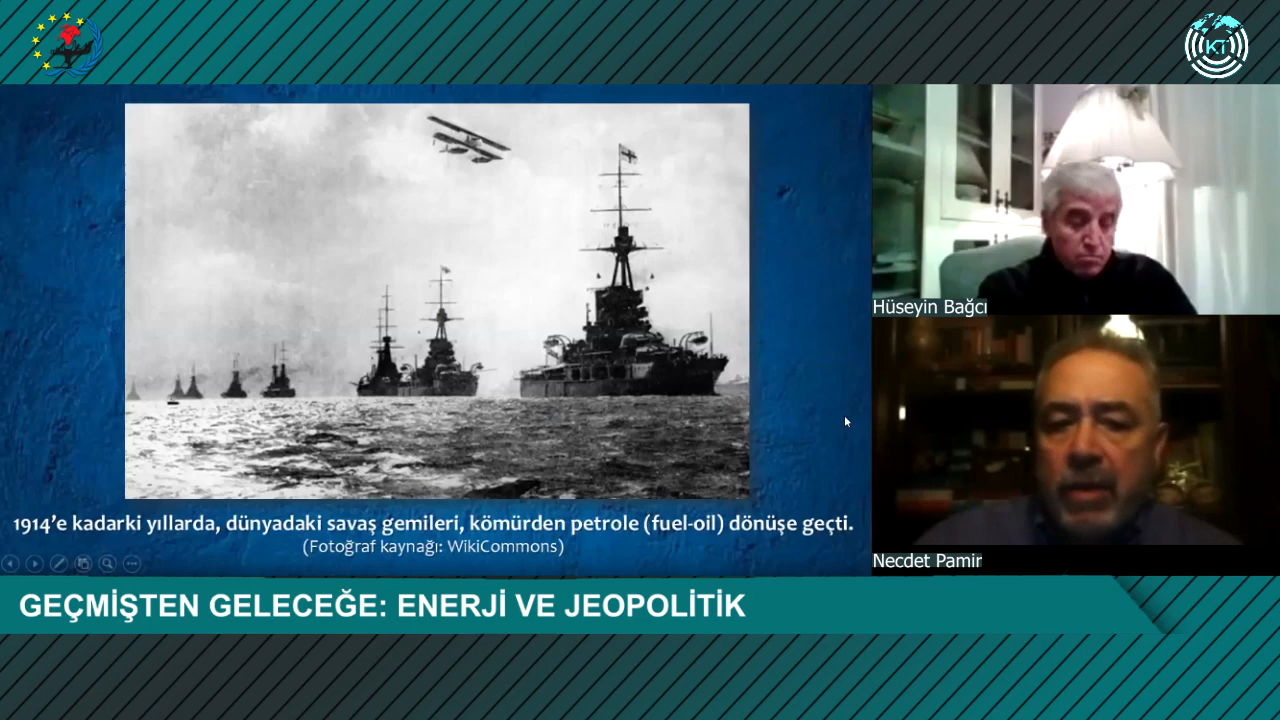 KT
Hüseyin Bağcı
1914’e kadarki yıllarda, dünyadaki savaş gemileri, kömürden petrole (fuel-oil) dönüşe geçti.
(Fotoğraf kaynağı: WikiCommons)
Necdet Pamir
GEÇMİŞTEN GELECEĞE: ENERJİ VE JEOPOLİTİK